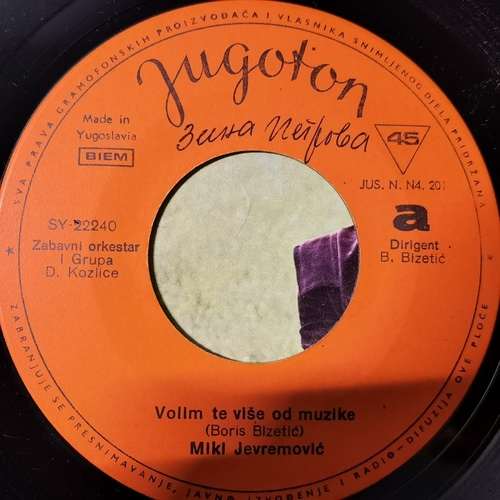 SVA PRAVA GRAMOFONSKIH PROIZVOĐAČA I VLASNIKA SNIMLJENOG DJELA PRIDRŽANA
Jugoton
Зина Петрова
Made in
Yugoslavia
BIEM
45
JUS. N. N4. 201
SY-22240
a
Zabavni orkestar
I Grupa
D. Kozlice
Dirigent
B. Bizetić
Volim te više od muzike
(Boris Bizetić)
Miki Jevremović
ZABRANJUJE SE PRESNIMAVANJE, JAVNO IZVOĐENJE I RADIO-DIFUZIJA OVE PLOČE